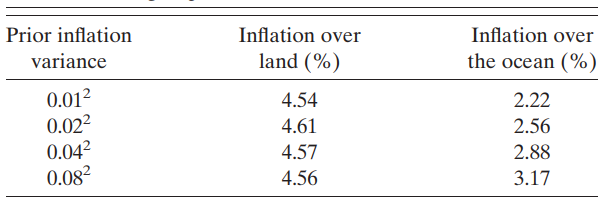 Prior inflation variance Inflation over land (%) Inflation over the ocean (%)
0.01² 4.54 2.22
0.02² 4.61 2.56
0.04² 4.57 2.88
0.08² 4.56 3.17